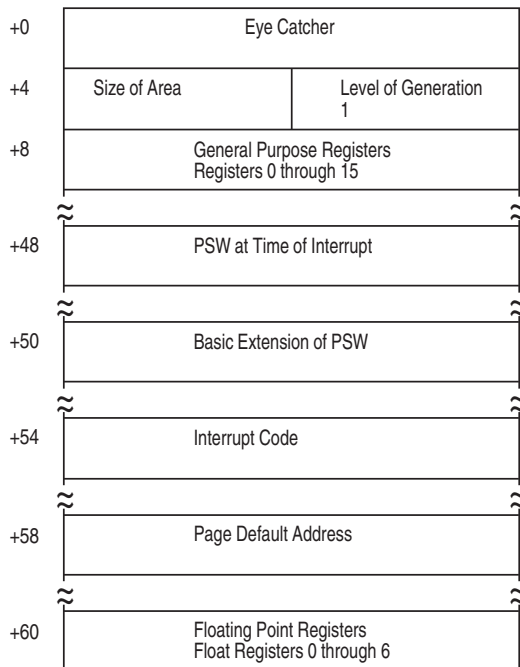 +0 Eye Catcher
+4 Size of Area Level of Generation
1
+8 General Purpose Registers
Registers 0 through 15
+48 PSW at Time of Interrupt
+50 Basic Extension of PSW
+54 Interrupt Code
+58 Page Default Address
+60 Floating Point Registers
Float Registers 0 through 6